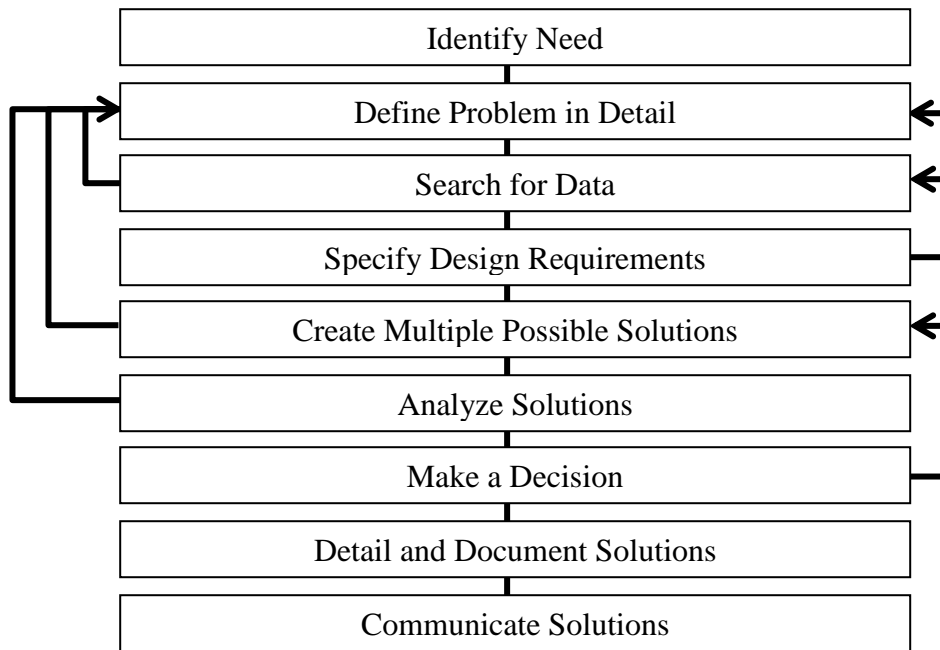 Identify Need
Define Problem in Detail
Search for Data
Specify Design Requirements
Create Multiple Possible Solutions
Analyze Solutions
Make a Decision
Detail and Document Solutions
Communicate Solutions